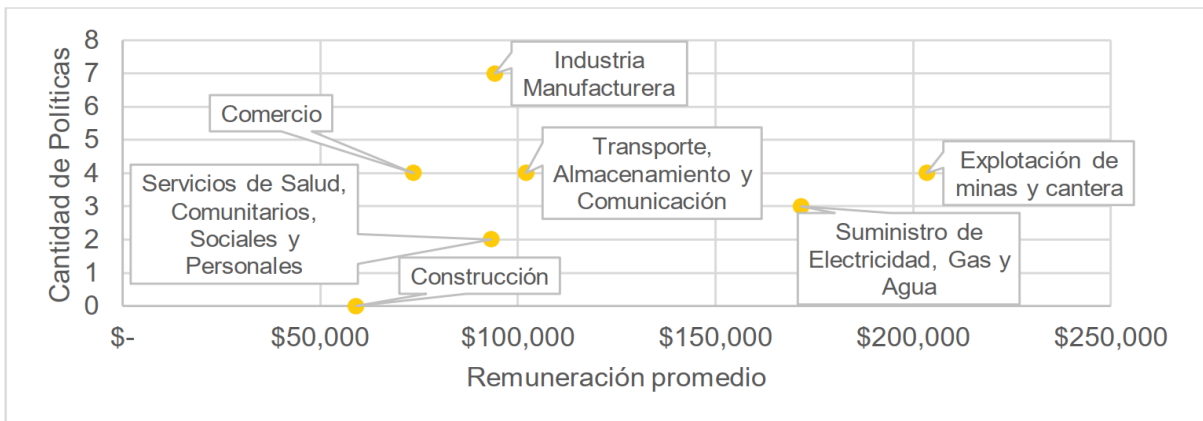 Cantidad de Políticas
8
7
6
5
4
3
2
1
0
Industria
Manufacturera
Comercio
Transporte,
Almacenamiento y
Comunicación
Explotación de
minas y cantera
Servicios de Salud,
Comunitarios,
Sociales y
Personales
Suministro de
Electricidad, Gas y
Agua
Construcción
$-
$50,000
$100,000
$150,000
$200,000
$250,000
Remuneración promedio